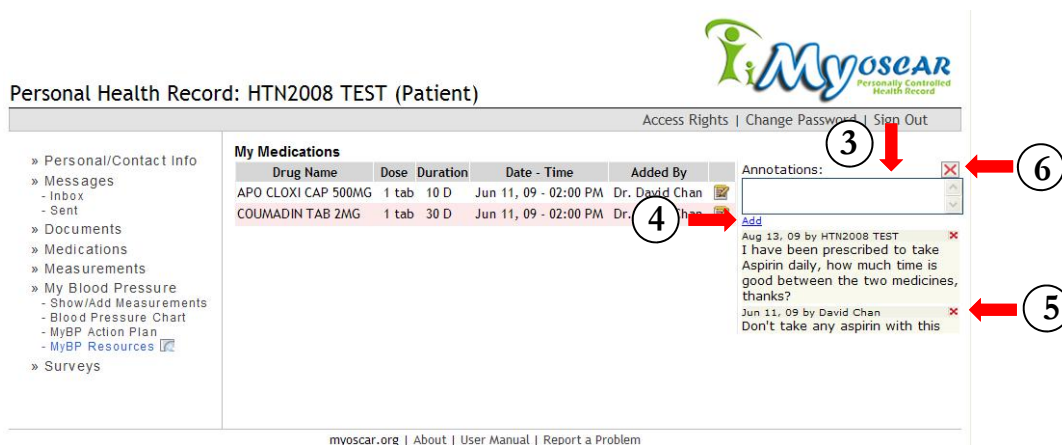 MyOSCAR
Personally Controlled
Health Record
Personal Health Record: HTN2008 TEST (Patient)
Access Rights | Change Password | Sign Out
3
6
4
5
» Personal/Contact Info
» Messages
- Inbox
- Sent
» Documents
» Medications
» Measurements
» My Blood Pressure
- Show/Add Measurements
- Blood Pressure Chart
- MyBP Action Plan
- MyBP Resources
» Surveys
My Medications
Drug Name Dose Duration Date - Time Added By
APO CLOXI CAP 500MG 1 tab 10 D Jun 11, 09 - 02:00 PM Dr. David Chan
COUMADIN TAB 2MG 1 tab 30 D Jun 11, 09 - 02:00 PM Dr. Chan
Annotations:
Add
Aug 13, 09 by HTN2008 TEST
I have been prescribed to take
Aspirin daily, how much time is
good between the two medicines,
thanks?
Jun 11, 09 by David Chan
Don't take any aspirin with this
myoscar.org | About | User Manual | Report a Problem